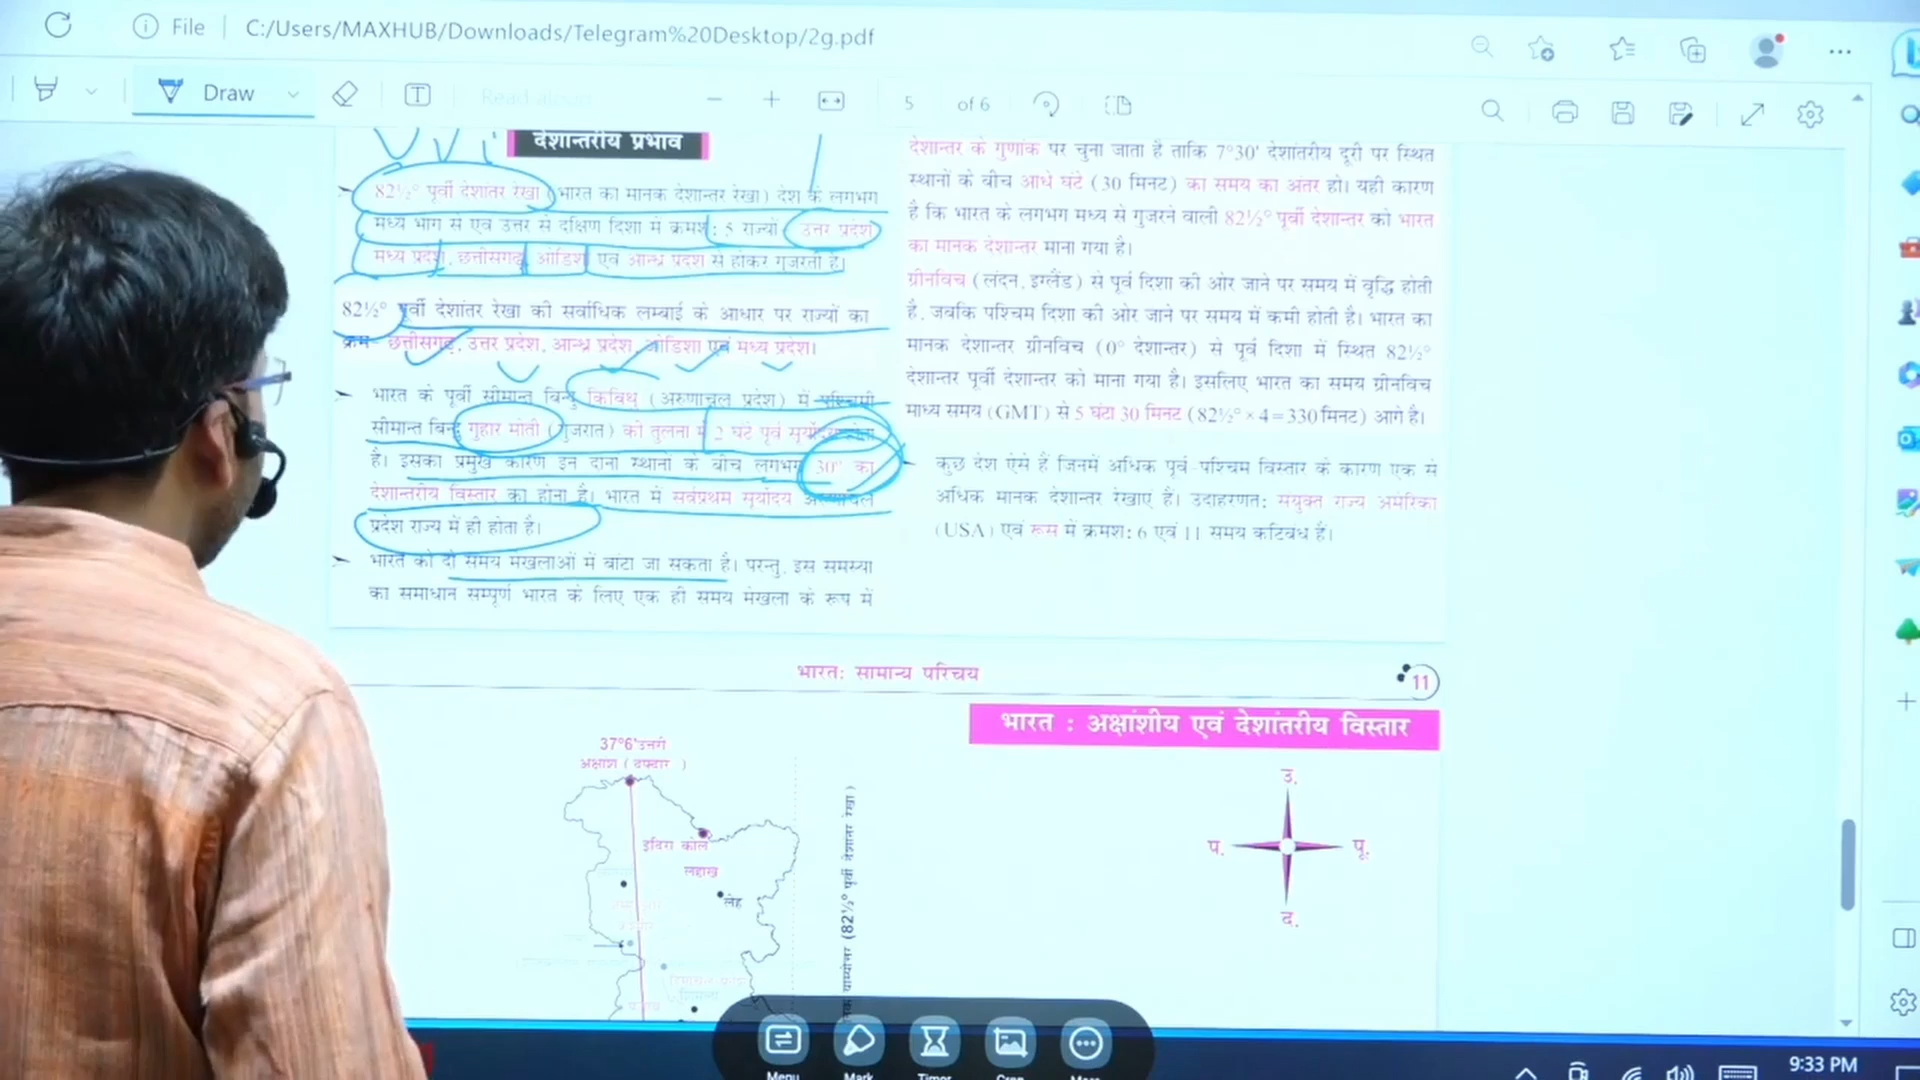 File
C:/Users/MAXHUB/Downloads/Telegram%20Desktop/2g.pdf
Draw
Read aloud
5 of 6
देशान्तरीय प्रभाव
82½° पूर्वी देशांतर रेखा (भारत का मानक देशान्तर रेखा) देश के लगभग
मध्य भाग से एवं उत्तर से दक्षिण दिशा में क्रमशः 5 राज्यों उत्तर प्रदेश
मध्य प्रदेश, छत्तीसगढ़, ओडिशा एवं आन्ध्र प्रदेश से होकर गुजरती है।
82½° पूर्वी देशांतर रेखा की सर्वाधिक लम्बाई के आधार पर राज्यों का
क्रम- छत्तीसगढ़, उत्तर प्रदेश, आन्ध्र प्रदेश, ओडिशा एवं मध्य प्रदेश।
भारत के पूर्वी सीमान्त बिन्दु किबिथु (अरुणाचल प्रदेश) में पश्चिमी
सीमान्त बिन्दु गुहार मोती (गुजरात) की तुलना में 2 घंटे पूर्व सूर्योदय होता
है। इसका प्रमुख कारण इन दोनों स्थानों के बीच लगभग 30° का
देशान्तरीय विस्तार का होना है। भारत में सर्वप्रथम सूर्योदय अरुणाचल
प्रदेश राज्य में ही होता है।
भारत को दो समय मेखलाओं में बांटा जा सकता है। परन्तु, इस समस्या
का समाधान सम्पूर्ण भारत के लिए एक ही समय मेखला के रूप में
देशान्तर के गुणांक पर चुना जाता है ताकि 7°30' देशांतरीय दूरी पर स्थित
स्थानों के बीच आधे घंटे (30 मिनट) का समय का अंतर हो। यही कारण
है कि भारत के लगभग मध्य से गुजरने वाली 82½° पूर्वी देशान्तर को भारत
का मानक देशान्तर माना गया है।
ग्रीनविच (लंदन, इंग्लैंड) से पूर्व दिशा की ओर जाने पर समय में वृद्धि होती
है, जबकि पश्चिम दिशा की ओर जाने पर समय में कमी होती है। भारत का
मानक देशान्तर ग्रीनविच (0° देशान्तर) से पूर्व दिशा में स्थित 82½°
देशान्तर पूर्वी देशान्तर को माना गया है। इसलिए भारत का समय ग्रीनविच
माध्य समय (GMT) से 5 घंटा 30 मिनट (82½° × 4 = 330 मिनट) आगे है।
कुछ देश ऐसे हैं जिनमें अधिक पूर्व-पश्चिम विस्तार के कारण एक से
अधिक मानक देशान्तर रेखाएं हैं। उदाहरणतः संयुक्त राज्य अमेरिका
(USA) एवं रूस में क्रमशः 6 एवं 11 समय कटिबंध हैं।
भारत: सामान्य परिचय
11
भारत : अक्षांशीय एवं देशांतरीय विस्तार
37°6' उत्तरी
अक्षांश (दफ्दार )
इंदिरा कोल
लद्दाख
लेह
(82½° पूर्वी देशांतर रेखा)
उ.
प.
पू.
द.
Menu
Mark
Timer
9:33 PM